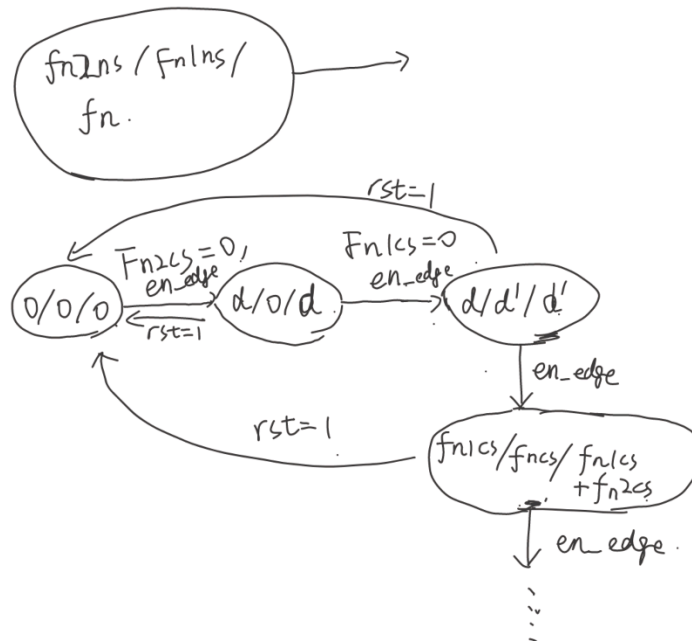 fn2ns / Fn1ns /
fn.
rst=1
Fn2cs=0,
en_edge
Fn1cs=0
en_edge
0/0/0
d/0/d
d/d'/d'
rst=1
en_edge
rst=1
fn1cs/fncs/ fn1cs
+fn2cs
en_edge.